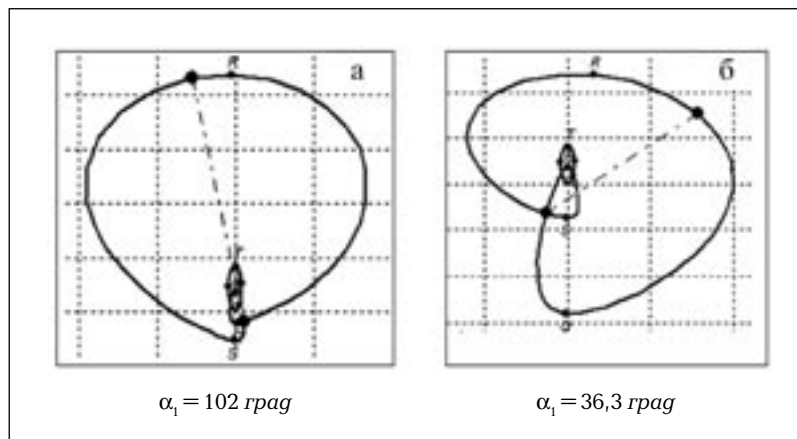 а
б
R
R
T
T
S
Q
α₁ = 102 град
α₁ = 36,3 град